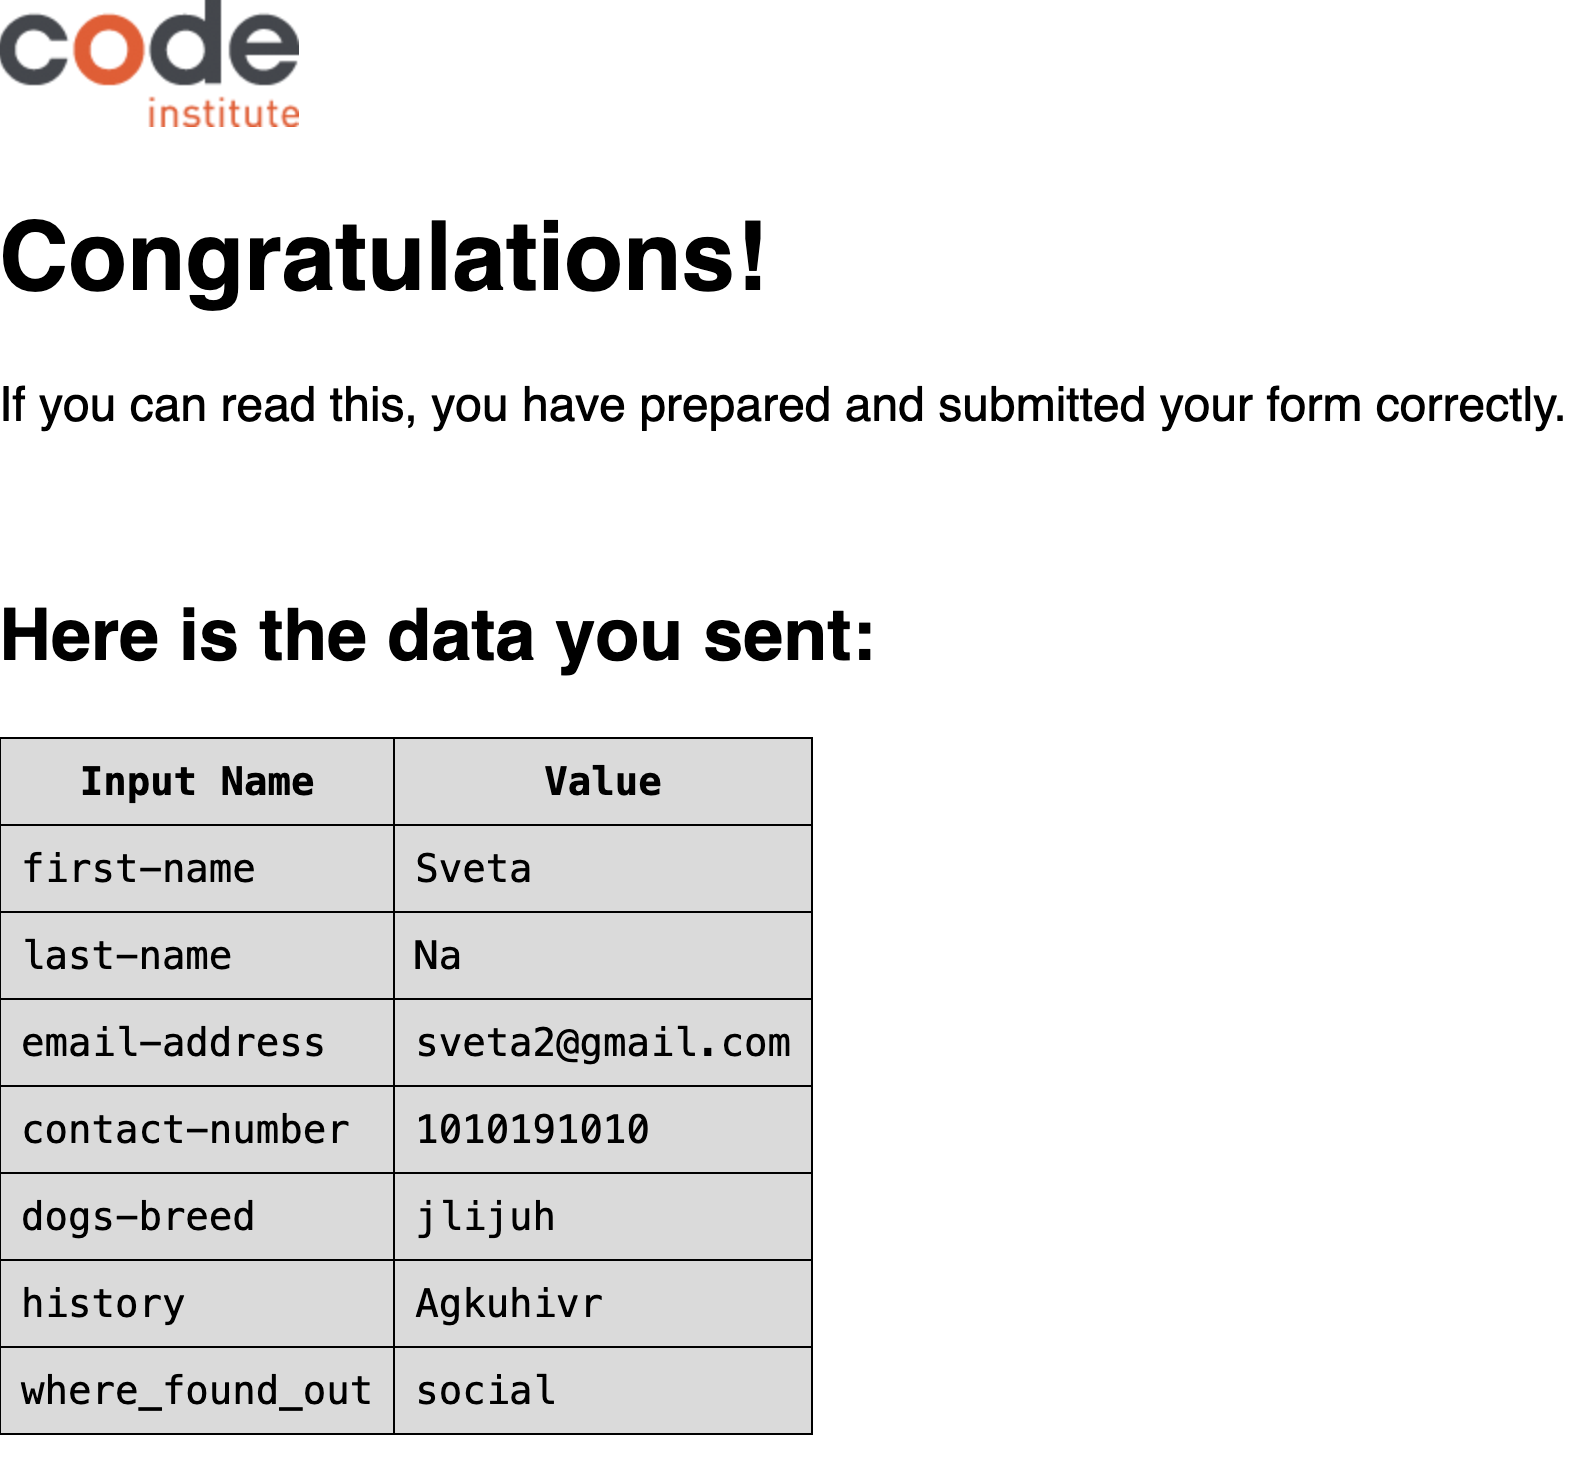 code
institute
Congratulations!
If you can read this, you have prepared and submitted your form correctly.
Here is the data you sent:
Input Name Value
first-name Sveta
last-name Na
email-address sveta2@gmail.com
contact-number 1010191010
dogs-breed jlijuh
history Agkuhivr
where_found_out social